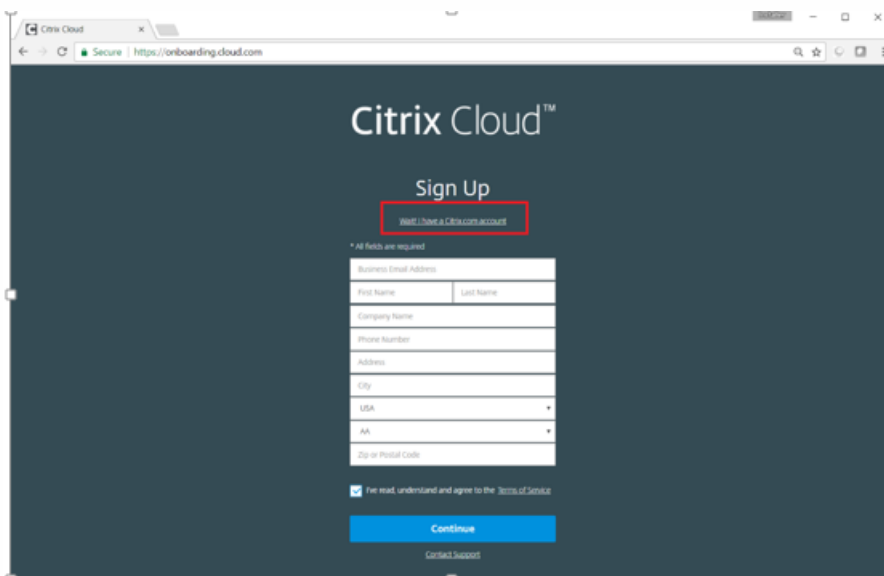 Citrix Cloud
Secure https://onboarding.cloud.com
Citrix Cloud™
Sign Up
Wait! I have a Citrix.com account
* All fields are required
Business Email Address
First Name Last Name
Company Name
Phone Number
Address
City
USA
AA
Zip or Postal Code
I've read, understand and agree to the Terms of Service
Continue
Contact Support